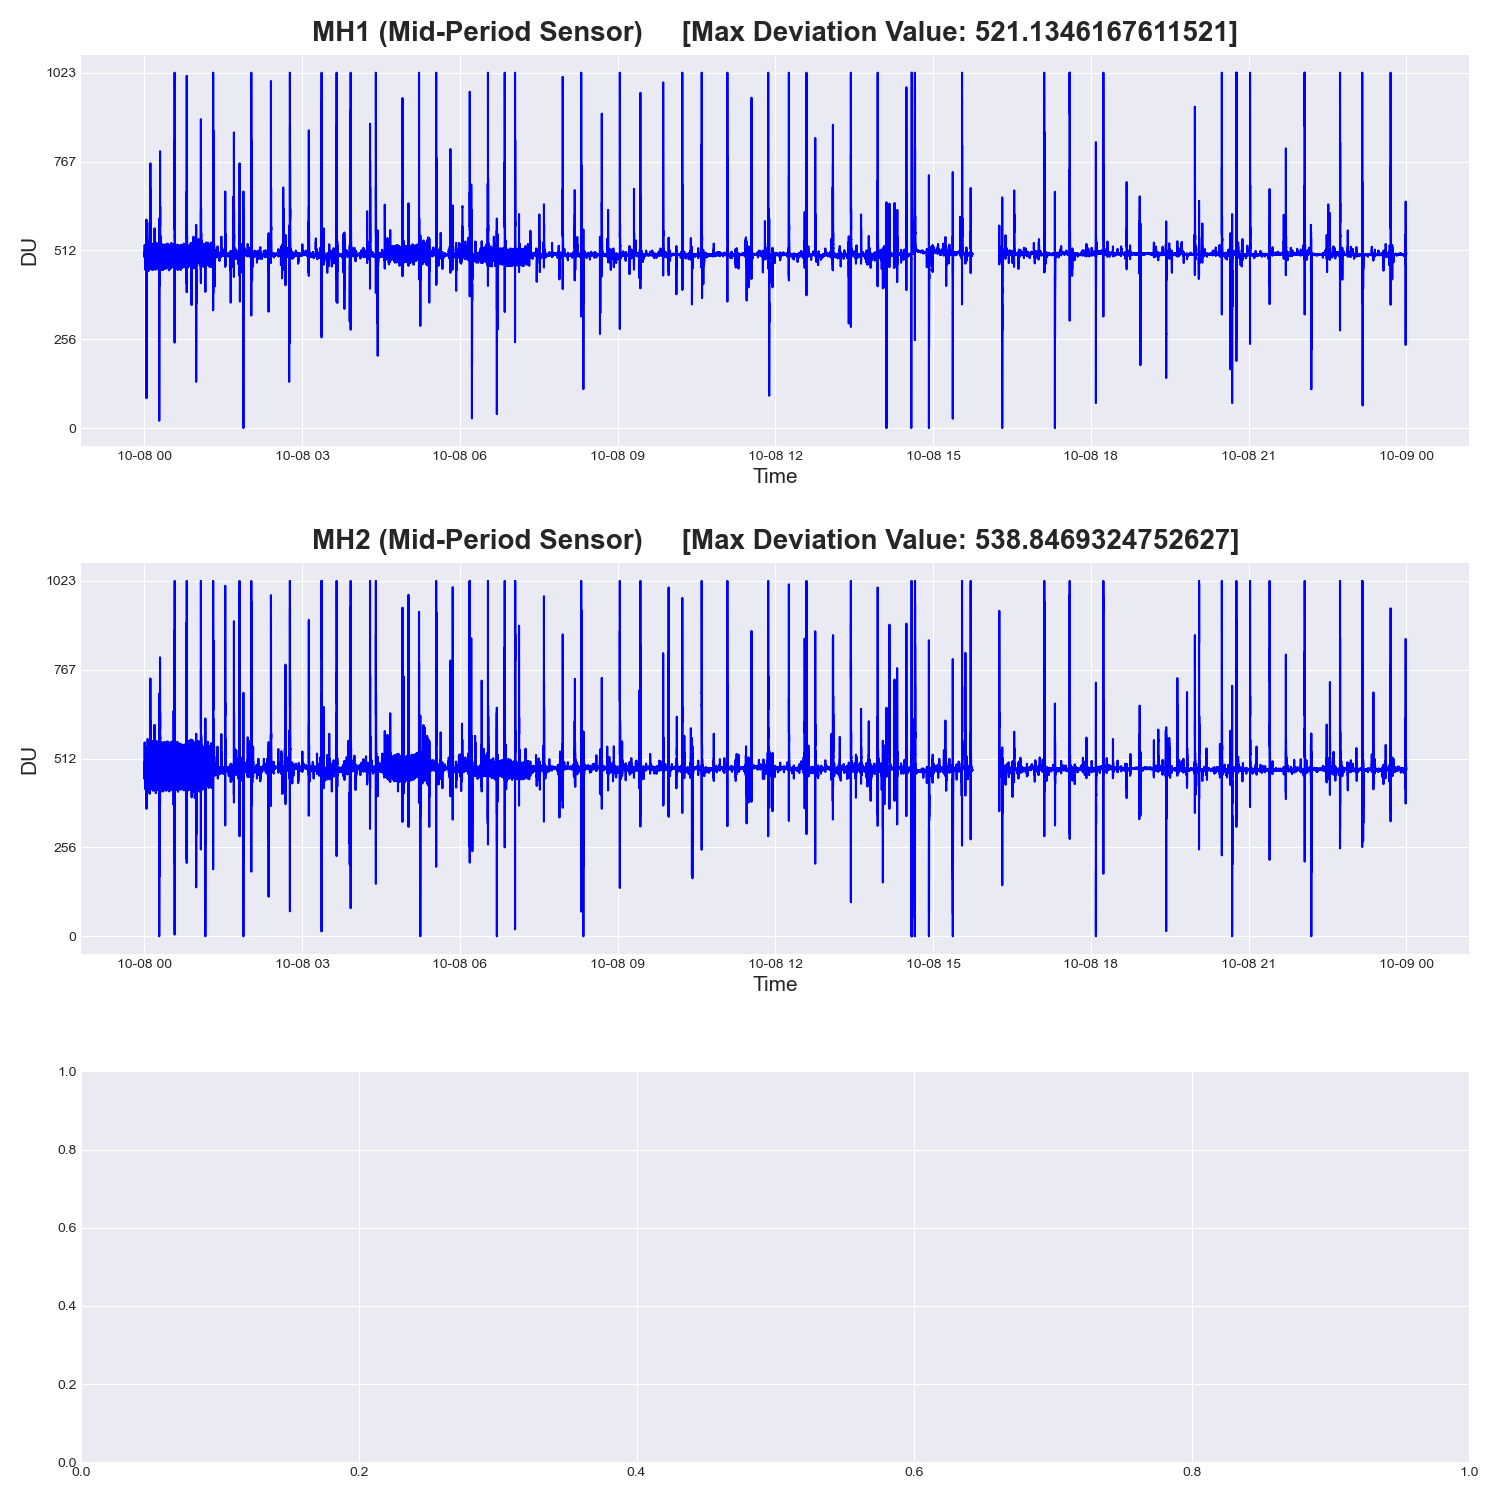 MH1 (Mid-Period Sensor) [Max Deviation Value: 521.1346167611521]
1023
767
512
256
0
DU
10-08 00 10-08 03 10-08 06 10-08 09 10-08 12 10-08 15 10-08 18 10-08 21 10-09 00
Time
MH2 (Mid-Period Sensor) [Max Deviation Value: 538.8469324752627]
1023
767
512
256
0
DU
10-08 00 10-08 03 10-08 06 10-08 09 10-08 12 10-08 15 10-08 18 10-08 21 10-09 00
Time
1.0
0.8
0.6
0.4
0.2
0.0
0.0 0.2 0.4 0.6 0.8 1.0